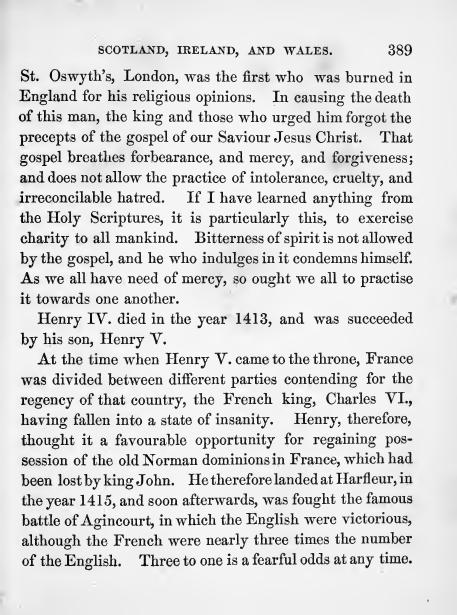 SCOTLAND, IRELAND, AND WALES. 389
St. Oswyth's, London, was the first who was burned in
England for his religious opinions. In causing the death
of this man, the king and those who urged him forgot the
precepts of the gospel of our Saviour Jesus Christ. That
gospel breathes forbearance, and mercy, and forgiveness;
and does not allow the practice of intolerance, cruelty, and
irreconcilable hatred. If I have learned anything from
the Holy Scriptures, it is particularly this, to exercise
charity to all mankind. Bitterness of spirit is not allowed
by the gospel, and he who indulges in it condemns himself.
As we all have need of mercy, so ought we all to practise
it towards one another.
Henry IV. died in the year 1413, and was succeeded
by his son, Henry V.
At the time when Henry V. came to the throne, France
was divided between different parties contending for the
regency of that country, the French king, Charles VI.,
having fallen into a state of insanity. Henry, therefore,
thought it a favourable opportunity for regaining pos-
session of the old Norman dominions in France, which had
been lost by king John. He therefore landed at Harfleur, in
the year 1415, and soon afterwards, was fought the famous
battle of Agincourt, in which the English were victorious,
although the French were nearly three times the number
of the English. Three to one is a fearful odds at any time.